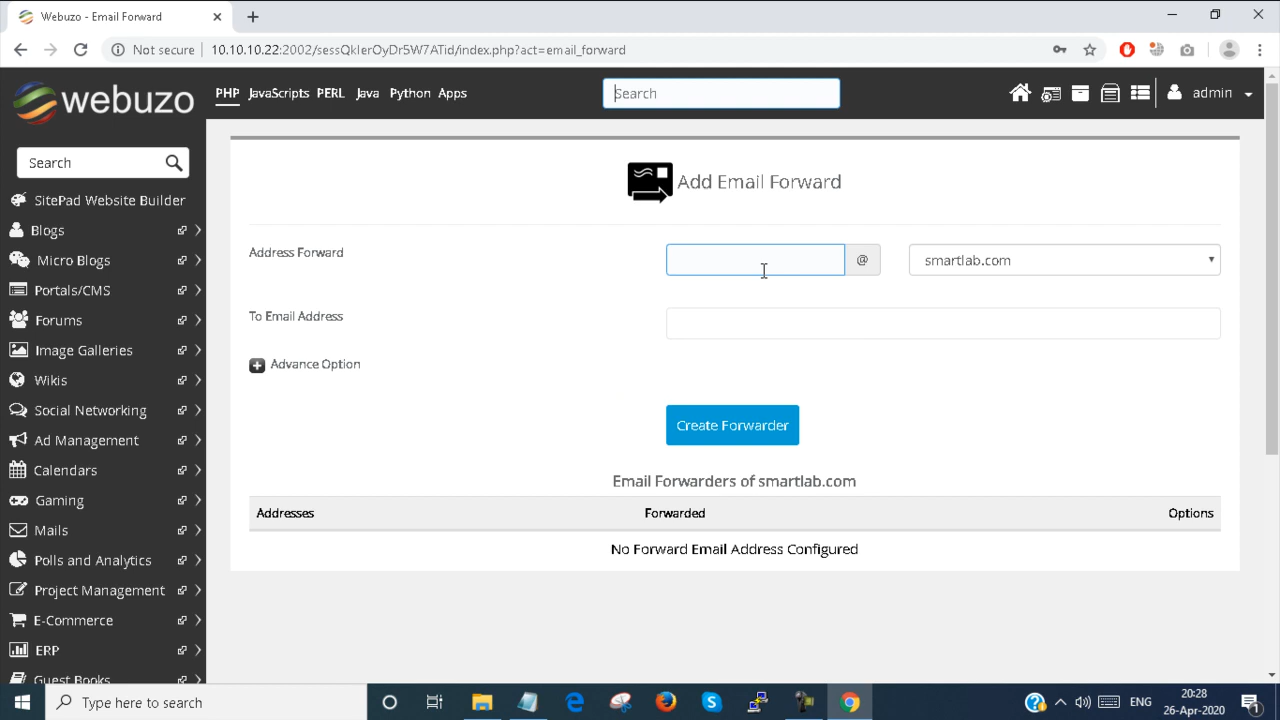 Webuzo - Email Forward
Not secure
10.10.10.22:2002/sessQkIerOyDr5W7ATid/index.php?act=email_forward
webuzo
PHP JavaScripts PERL Java Python Apps
Search
admin
Search
SitePad Website Builder
Blogs
Micro Blogs
Portals/CMS
Forums
Image Galleries
Wikis
Social Networking
Ad Management
Calendars
Gaming
Mails
Polls and Analytics
Project Management
E-Commerce
ERP
Guest Books
Add Email Forward
Address Forward
@
smartlab.com
To Email Address
Advance Option
Create Forwarder
Email Forwarders of smartlab.com
Addresses Forwarded Options
No Forward Email Address Configured
Type here to search
ENG
20:28
26-Apr-2020
1